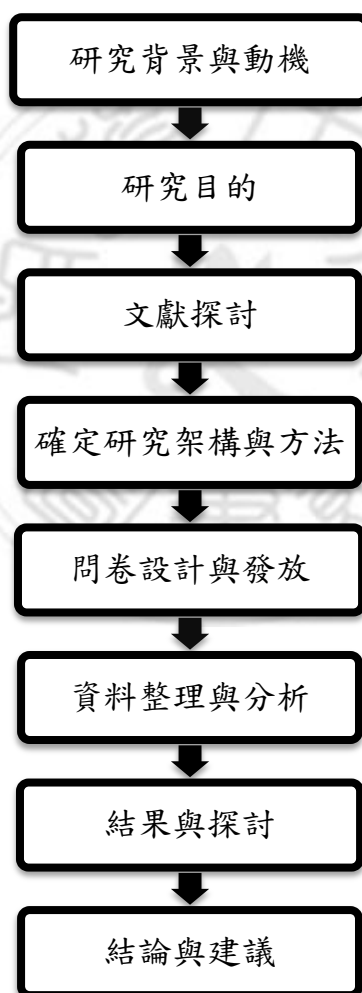 研究背景與動機
研究目的
文獻探討
確定研究架構與方法
問卷設計與發放
資料整理與分析
結果與探討
結論與建議